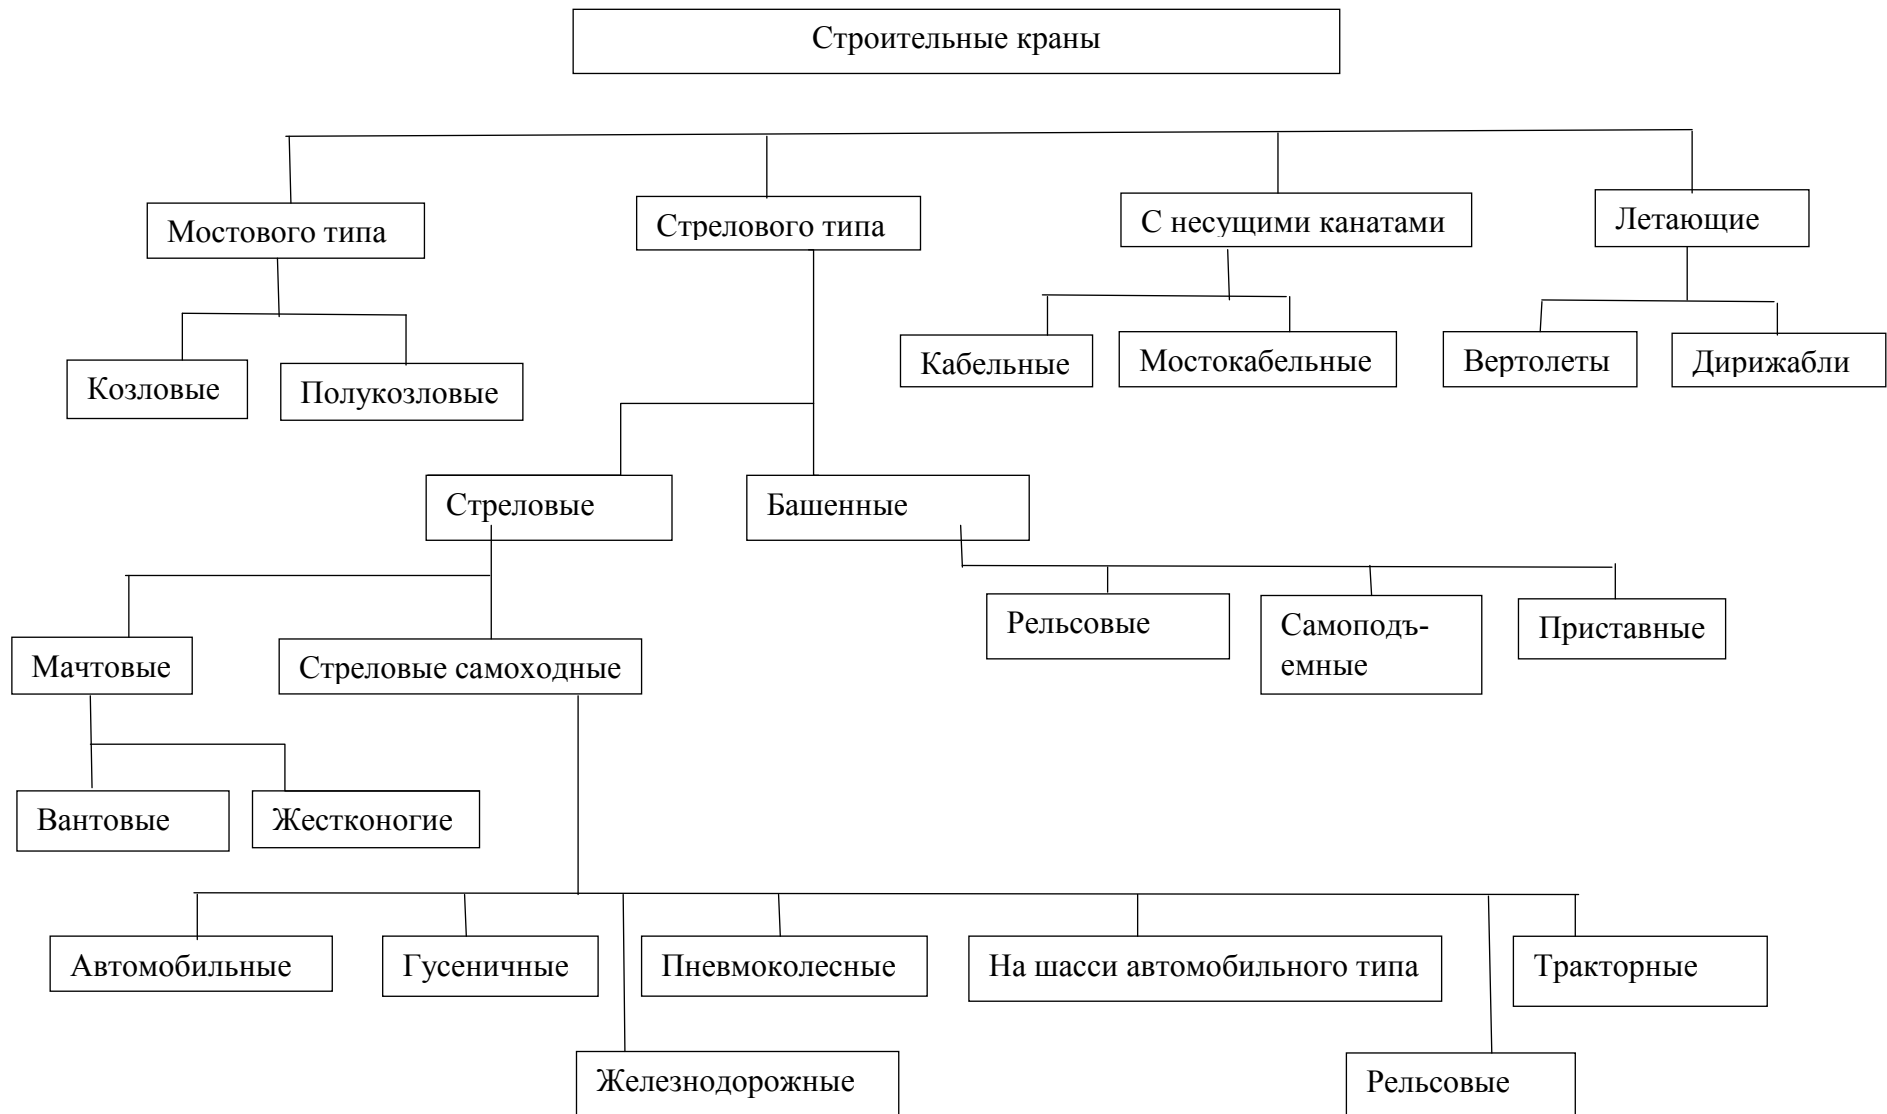 Строительные краны
Мостового типа
Стрелового типа
С несущими канатами
Летающие
Козловые
Полукозловые
Кабельные
Мостокабельные
Вертолеты
Дирижабли
Стреловые
Башенные
Рельсовые
Самоподъ-
емные
Приставные
Мачтовые
Стреловые самоходные
Вантовые
Жестконогие
Автомобильные
Гусеничные
Пневмоколесные
На шасси автомобильного типа
Тракторные
Железнодорожные
Рельсовые